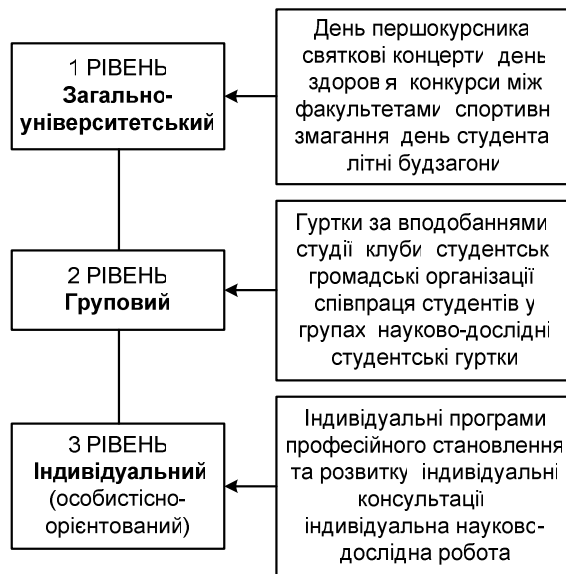 1 РІВЕНЬ
Загально-
університетський
День першокурсника
святкові концерти день
здоров я конкурси між
факультетами спортивн
змагання день студента
літні будзагони
2 РІВЕНЬ
Груповий
Гуртки за вподобаннями
студії клуби студентськ
громадські організації
співпраця студентів у
групах науково-дослідні
студентські гуртки
3 РІВЕНЬ
Індивідуальний
(особистісно-
орієнтований)
Індивідуальні програми
професійного становлення
та розвитку індивідуальні
консультації
індивідуальна науково-
дослідна робота